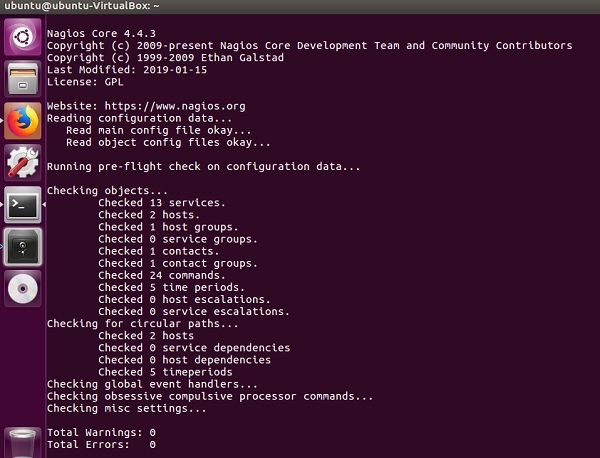 ubuntu@ubuntu-VirtualBox: ~
Nagios Core 4.4.3
Copyright (c) 2009-present Nagios Core Development Team and Community Contributors
Copyright (c) 1999-2009 Ethan Galstad
Last Modified: 2019-01-15
License: GPL
Website: https://www.nagios.org
Reading configuration data...
Read main config file okay...
Read object config files okay...
Running pre-flight check on configuration data...
Checking objects...
Checked 13 services.
Checked 2 hosts.
Checked 1 host groups.
Checked 0 service groups.
Checked 1 contacts.
Checked 1 contact groups.
Checked 24 commands.
Checked 5 time periods.
Checked 0 host escalations.
Checked 0 service escalations.
Checking for circular paths...
Checked 2 hosts
Checked 0 service dependencies
Checked 0 host dependencies
Checked 5 timeperiods
Checking global event handlers...
Checking obsessive compulsive processor commands...
Checking misc settings...
Total Warnings: 0
Total Errors:   0